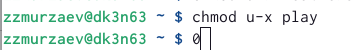 zzmurzaev@dk3n63 ~ $ chmod u-x play
zzmurzaev@dk3n63 ~ $ 0